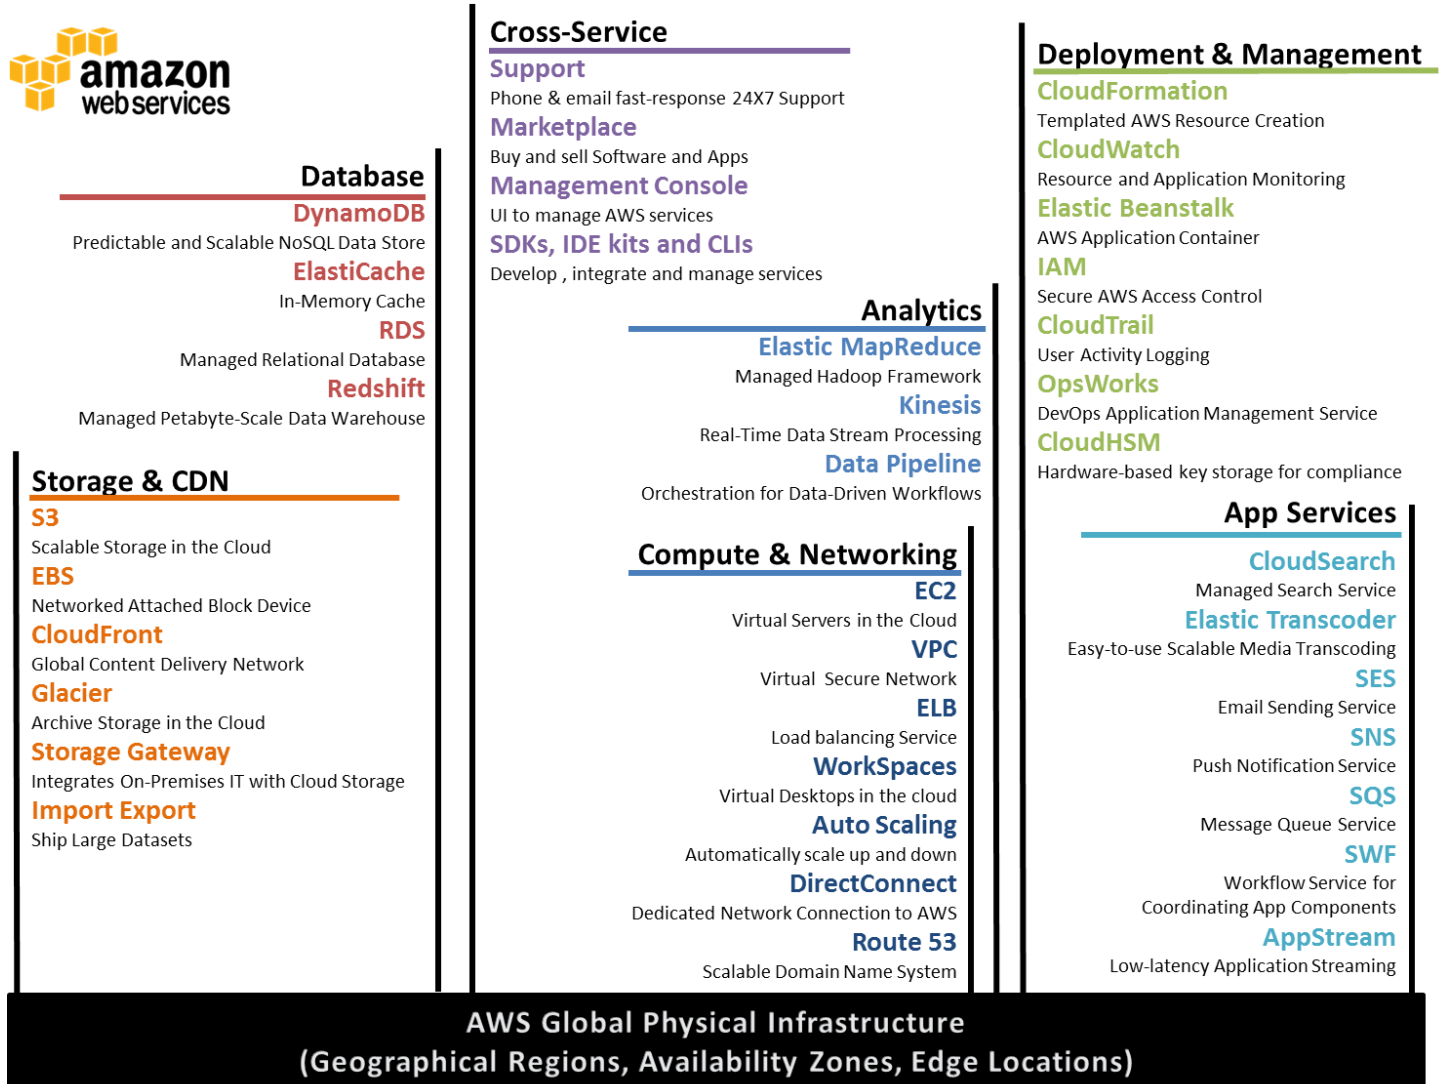 amazon
web services
Database
DynamoDB
Predictable and Scalable NoSQL Data Store
ElastiCache
In-Memory Cache
RDS
Managed Relational Database
Redshift
Managed Petabyte-Scale Data Warehouse
Storage & CDN
S3
Scalable Storage in the Cloud
EBS
Networked Attached Block Device
CloudFront
Global Content Delivery Network
Glacier
Archive Storage in the Cloud
Storage Gateway
Integrates On-Premises IT with Cloud Storage
Import Export
Ship Large Datasets
Cross-Service
Support
Phone & email fast-response 24X7 Support
Marketplace
Buy and sell Software and Apps
Management Console
UI to manage AWS services
SDKs, IDE kits and CLIs
Develop , integrate and manage services
Analytics
Elastic MapReduce
Managed Hadoop Framework
Kinesis
Real-Time Data Stream Processing
Data Pipeline
Orchestration for Data-Driven Workflows
Compute & Networking
EC2
Virtual Servers in the Cloud
VPC
Virtual Secure Network
ELB
Load balancing Service
WorkSpaces
Virtual Desktops in the cloud
Auto Scaling
Automatically scale up and down
DirectConnect
Dedicated Network Connection to AWS
Route 53
Scalable Domain Name System
Deployment & Management
CloudFormation
Templated AWS Resource Creation
CloudWatch
Resource and Application Monitoring
Elastic Beanstalk
AWS Application Container
IAM
Secure AWS Access Control
CloudTrail
User Activity Logging
OpsWorks
DevOps Application Management Service
CloudHSM
Hardware-based key storage for compliance
App Services
CloudSearch
Managed Search Service
Elastic Transcoder
Easy-to-use Scalable Media Transcoding
SES
Email Sending Service
SNS
Push Notification Service
SQS
Message Queue Service
SWF
Workflow Service for
Coordinating App Components
AppStream
Low-latency Application Streaming
AWS Global Physical Infrastructure
(Geographical Regions, Availability Zones, Edge Locations)